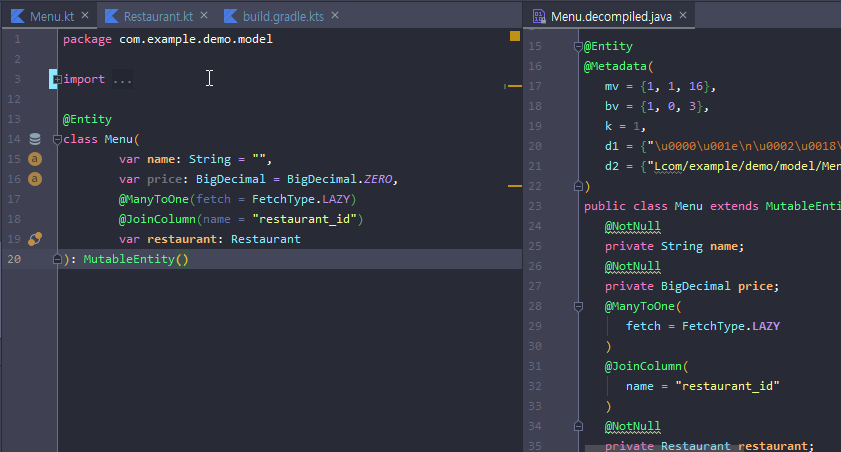 Menu.kt
Restaurant.kt
build.gradle.kts
1 package com.example.demo.model
2
3 import ...
12
13 @Entity
14 class Menu(
15 var name: String = "",
16 var price: BigDecimal = BigDecimal.ZERO,
17 @ManyToOne(fetch = FetchType.LAZY)
18 @JoinColumn(name = "restaurant_id")
19 var restaurant: Restaurant
20 ): MutableEntity()
Menu.decompiled.java
15 @Entity
16 @Metadata(
17 mv = {1, 1, 16},
18 bv = {1, 0, 3},
19 k = 1,
20 d1 = {"\u0000\u001e\n\u0002\u0018\
21 d2 = {"Lcom/example/demo/model/Men
22 )
23 public class Menu extends MutableEnti
24 @NotNull
25 private String name;
26 @NotNull
27 private BigDecimal price;
28 @ManyToOne(
29 fetch = FetchType.LAZY
30 )
31 @JoinColumn(
32 name = "restaurant_id"
33 )
34 @NotNull
35 private Restaurant restaurant;